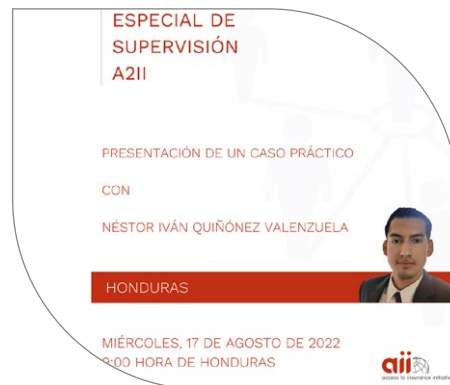 ESPECIAL DE
SUPERVISIÓN
A2II
PRESENTACIÓN DE UN CASO PRÁCTICO
CON
NÉSTOR IVÁN QUIÑÓNEZ VALENZUELA
HONDURAS
MIÉRCOLES, 17 DE AGOSTO DE 2022
:00 HORA DE HONDURAS
aii
access to insurance initiative